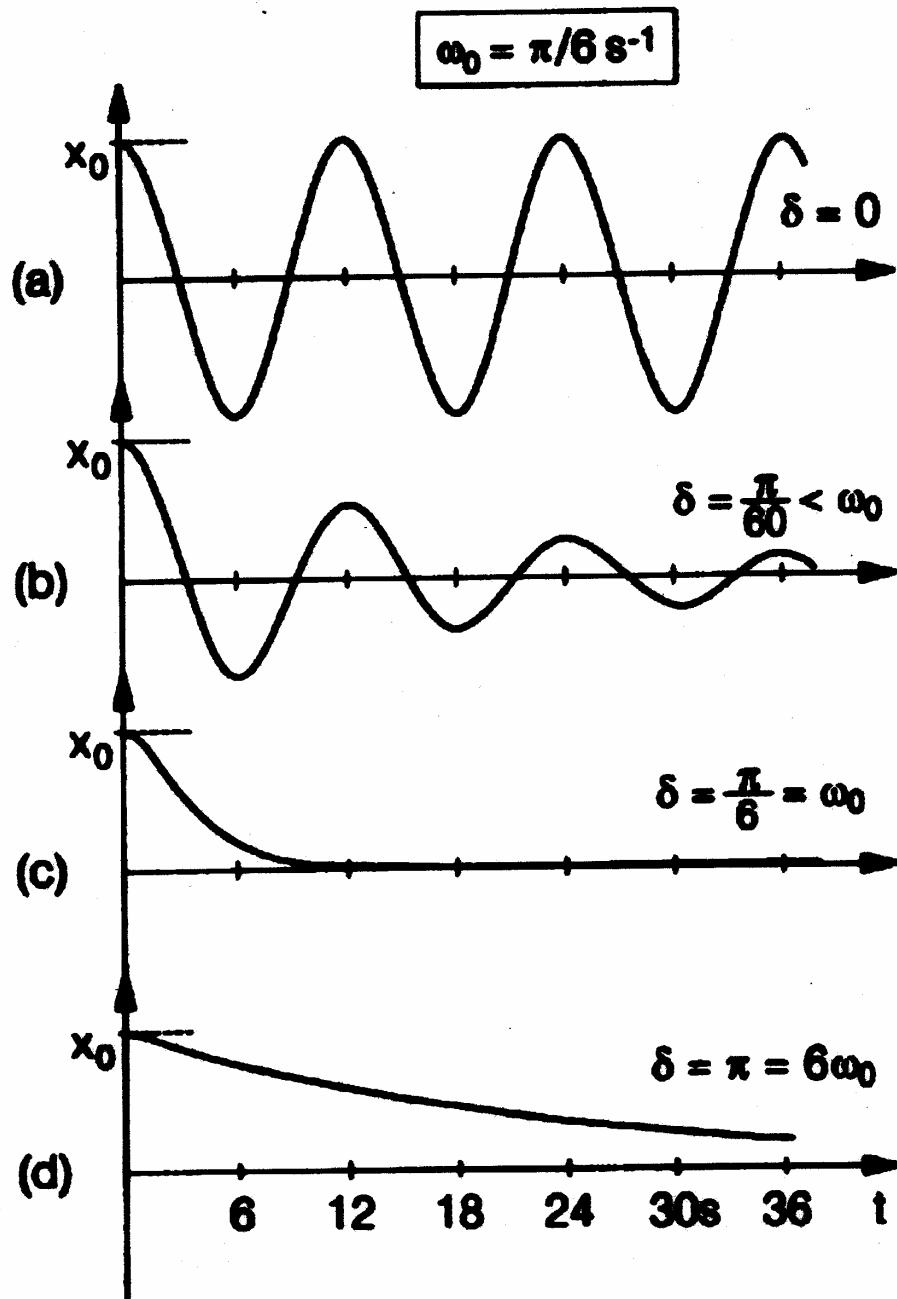 ω₀ = π/6 s⁻¹
x₀
δ = 0
(a)
x₀
δ = π/60 < ω₀
(b)
x₀
δ = π/6 = ω₀
(c)
x₀
δ = π = 6ω₀
(d)
6 12 18 24 30s 36 t